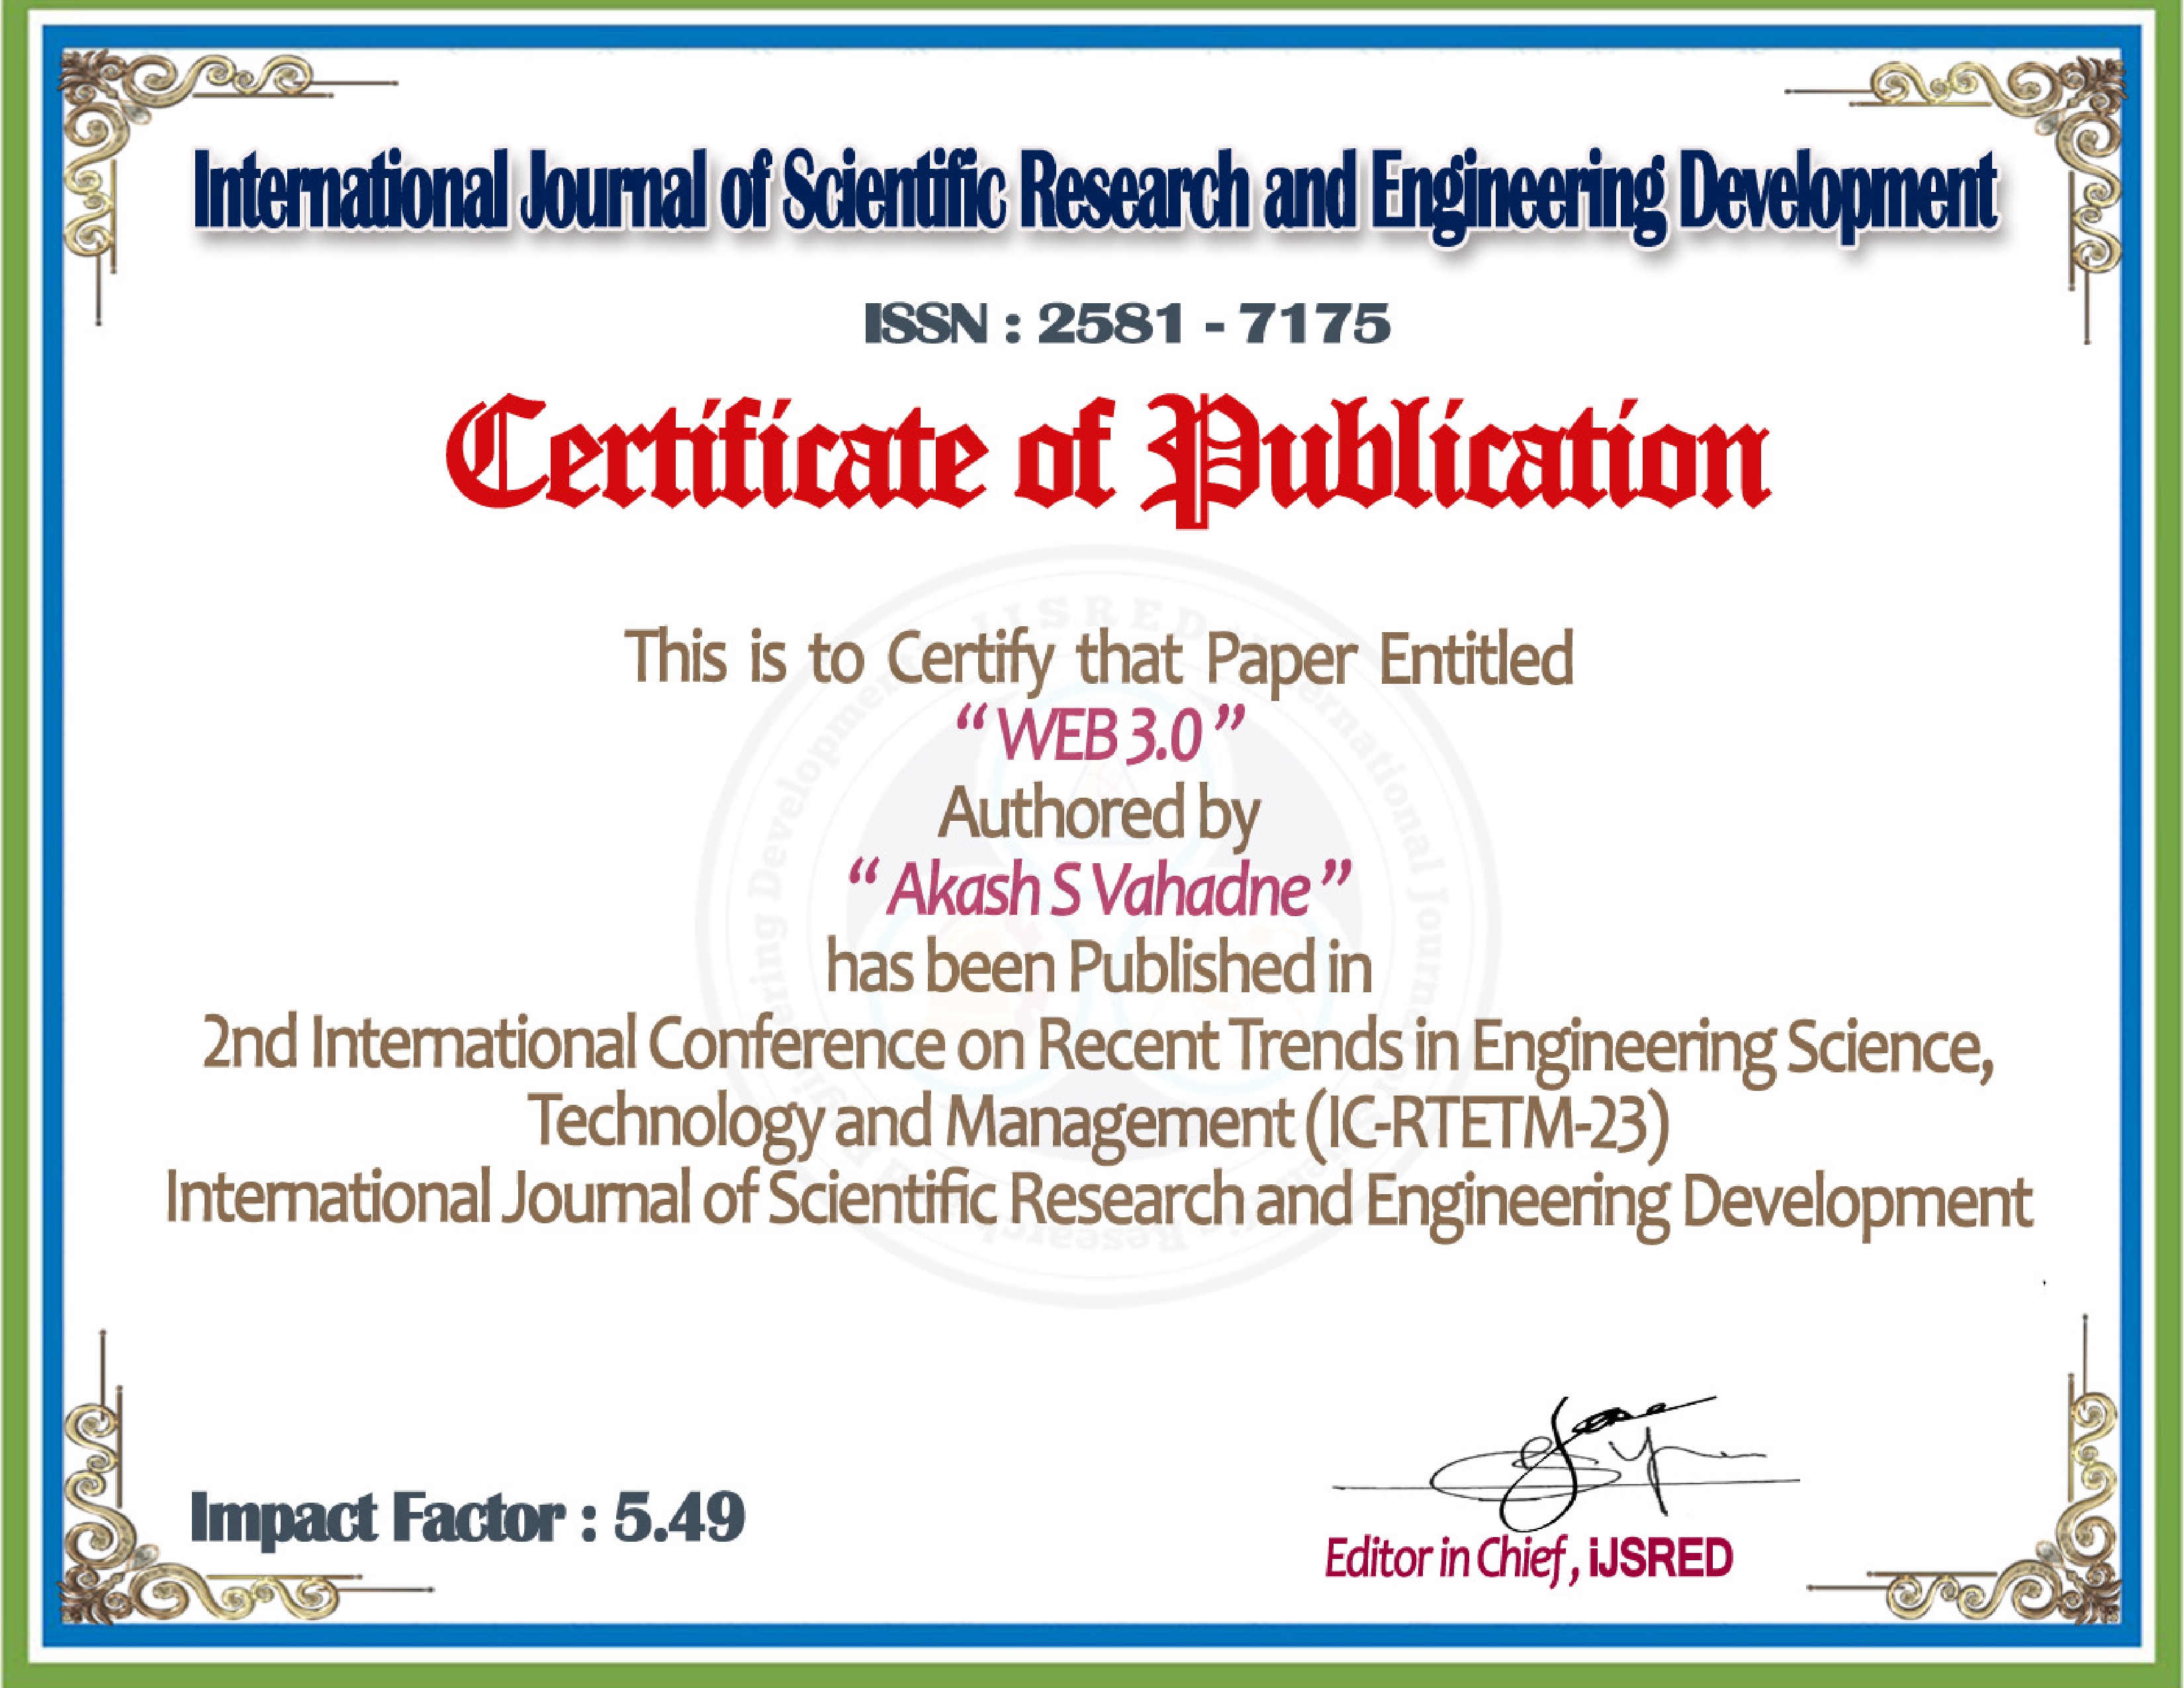 International Journal of Scientific Research and Engineering Development
ISSN : 2581 - 7175
Certificate of Publication
This is to Certify that Paper Entitled
“ WEB 3.0 ”
Authored by
“ Akash S Vahadne ”
has been Published in
2nd International Conference on Recent Trends in Engineering Science,
Technology and Management (IC-RTETM-23)
International Journal of Scientific Research and Engineering Development
Impact Factor : 5.49
Editor in Chief , iJSRED